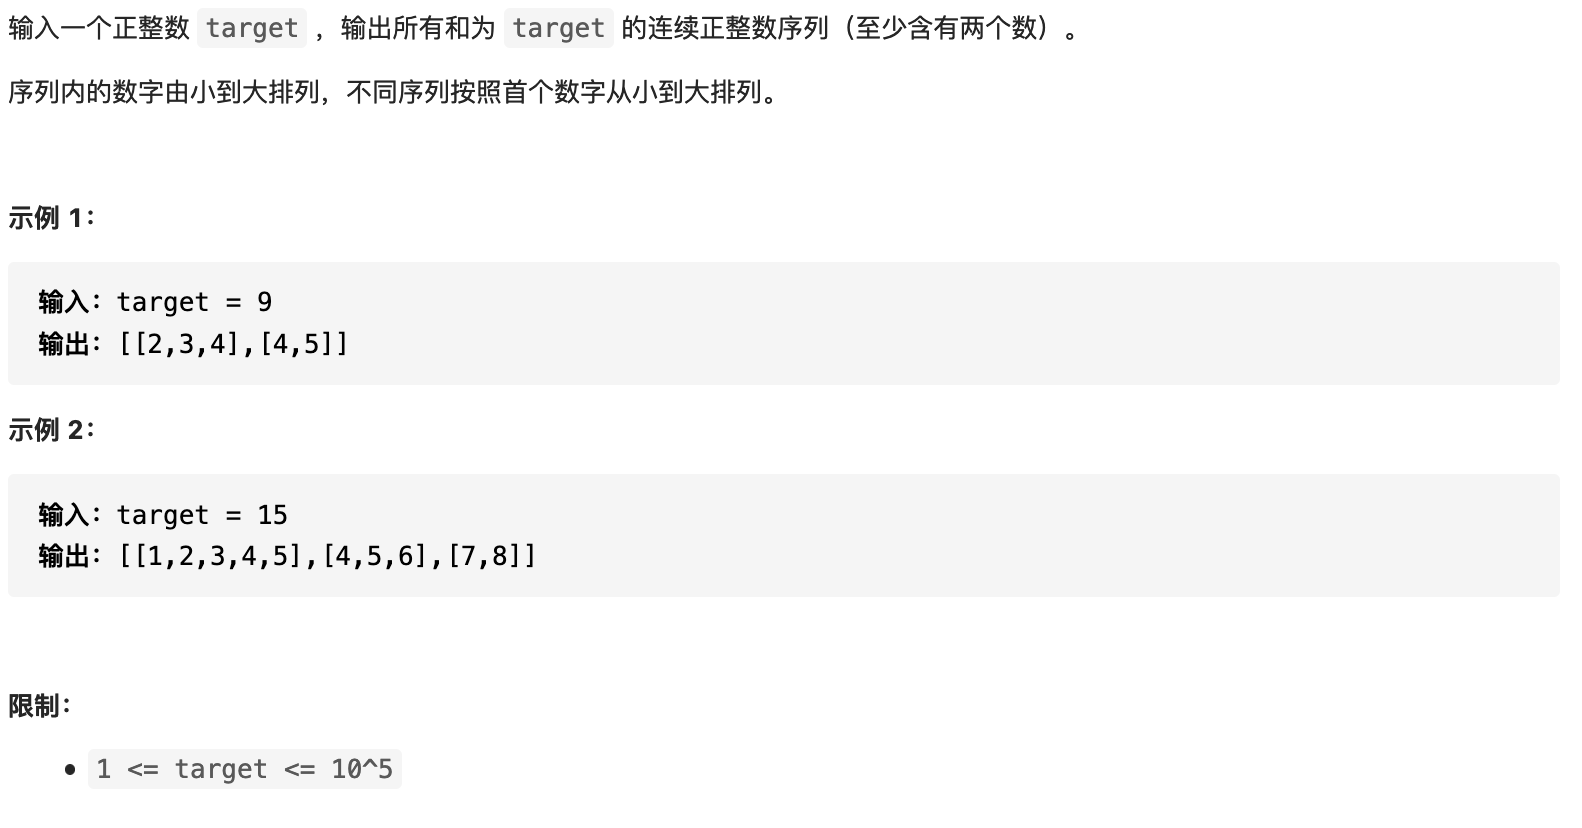 输入一个正整数 target ，输出所有和为 target 的连续正整数序列（至少含有两个数）。
序列内的数字由小到大排列，不同序列按照首个数字从小到大排列。
示例 1：
输入：target = 9
输出：[[2,3,4],[4,5]]
示例 2：
输入：target = 15
输出：[[1,2,3,4,5],[4,5,6],[7,8]]
限制：
• 1 <= target <= 10^5